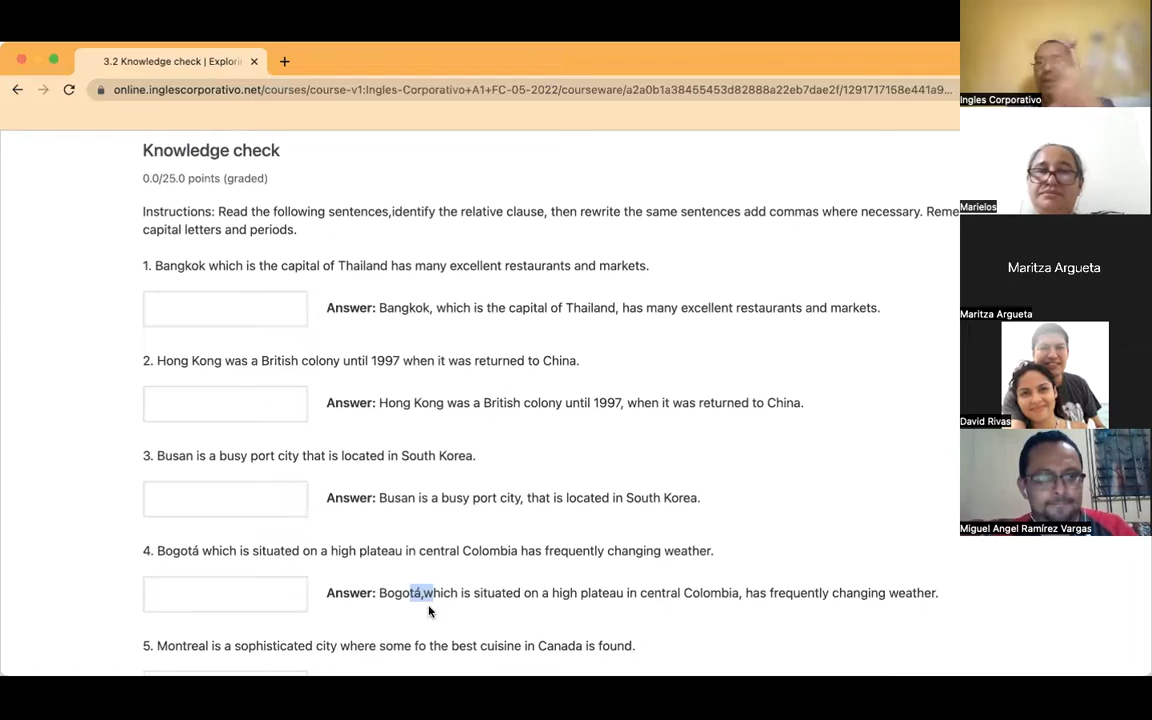 3.2 Knowledge check | Explori
online.inglescorporativo.net/courses/course-v1:Ingles-Corporativo+A1+FC-05-2022/courseware/a2a0b1a38455453d82888a22eb7dae2f/1291717158e441a9...
Knowledge check
0.0/25.0 points (graded)
Instructions: Read the following sentences,identify the relative clause, then rewrite the same sentences add commas where necessary. Reme
capital letters and periods.
1. Bangkok which is the capital of Thailand has many excellent restaurants and markets.
Answer: Bangkok, which is the capital of Thailand, has many excellent restaurants and markets.
2. Hong Kong was a British colony until 1997 when it was returned to China.
Answer: Hong Kong was a British colony until 1997, when it was returned to China.
3. Busan is a busy port city that is located in South Korea.
Answer: Busan is a busy port city, that is located in South Korea.
4. Bogotá which is situated on a high plateau in central Colombia has frequently changing weather.
Answer: Bogotá,which is situated on a high plateau in central Colombia, has frequently changing weather.
5. Montreal is a sophisticated city where some fo the best cuisine in Canada is found.
Ingles Corporativo
Marielos
Maritza Argueta
Maritza Argueta
David Rivas
Miguel Angel Ramírez Vargas